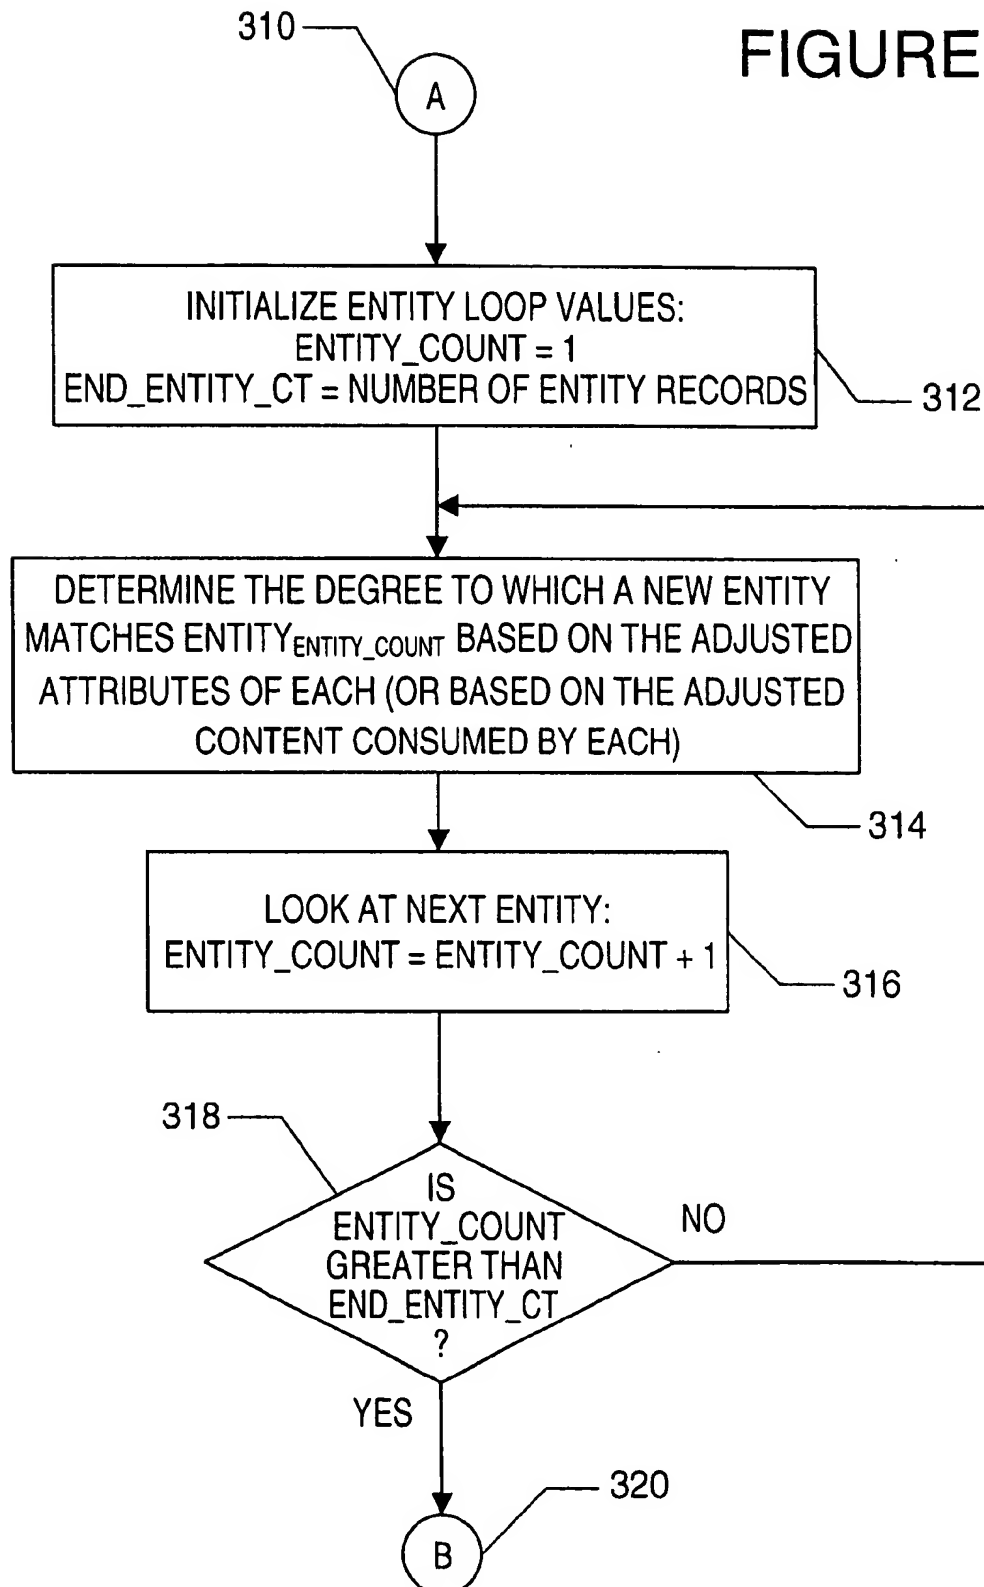 310
FIGURE
A
INITIALIZE ENTITY LOOP VALUES:
ENTITY_COUNT = 1
END_ENTITY_CT = NUMBER OF ENTITY RECORDS
312
DETERMINE THE DEGREE TO WHICH A NEW ENTITY
MATCHES ENTITY_ENTITY_COUNT BASED ON THE ADJUSTED
ATTRIBUTES OF EACH (OR BASED ON THE ADJUSTED
CONTENT CONSUMED BY EACH)
314
LOOK AT NEXT ENTITY:
ENTITY_COUNT = ENTITY_COUNT + 1
316
318
IS
ENTITY_COUNT
GREATER THAN
END_ENTITY_CT
?
NO
YES
320
B